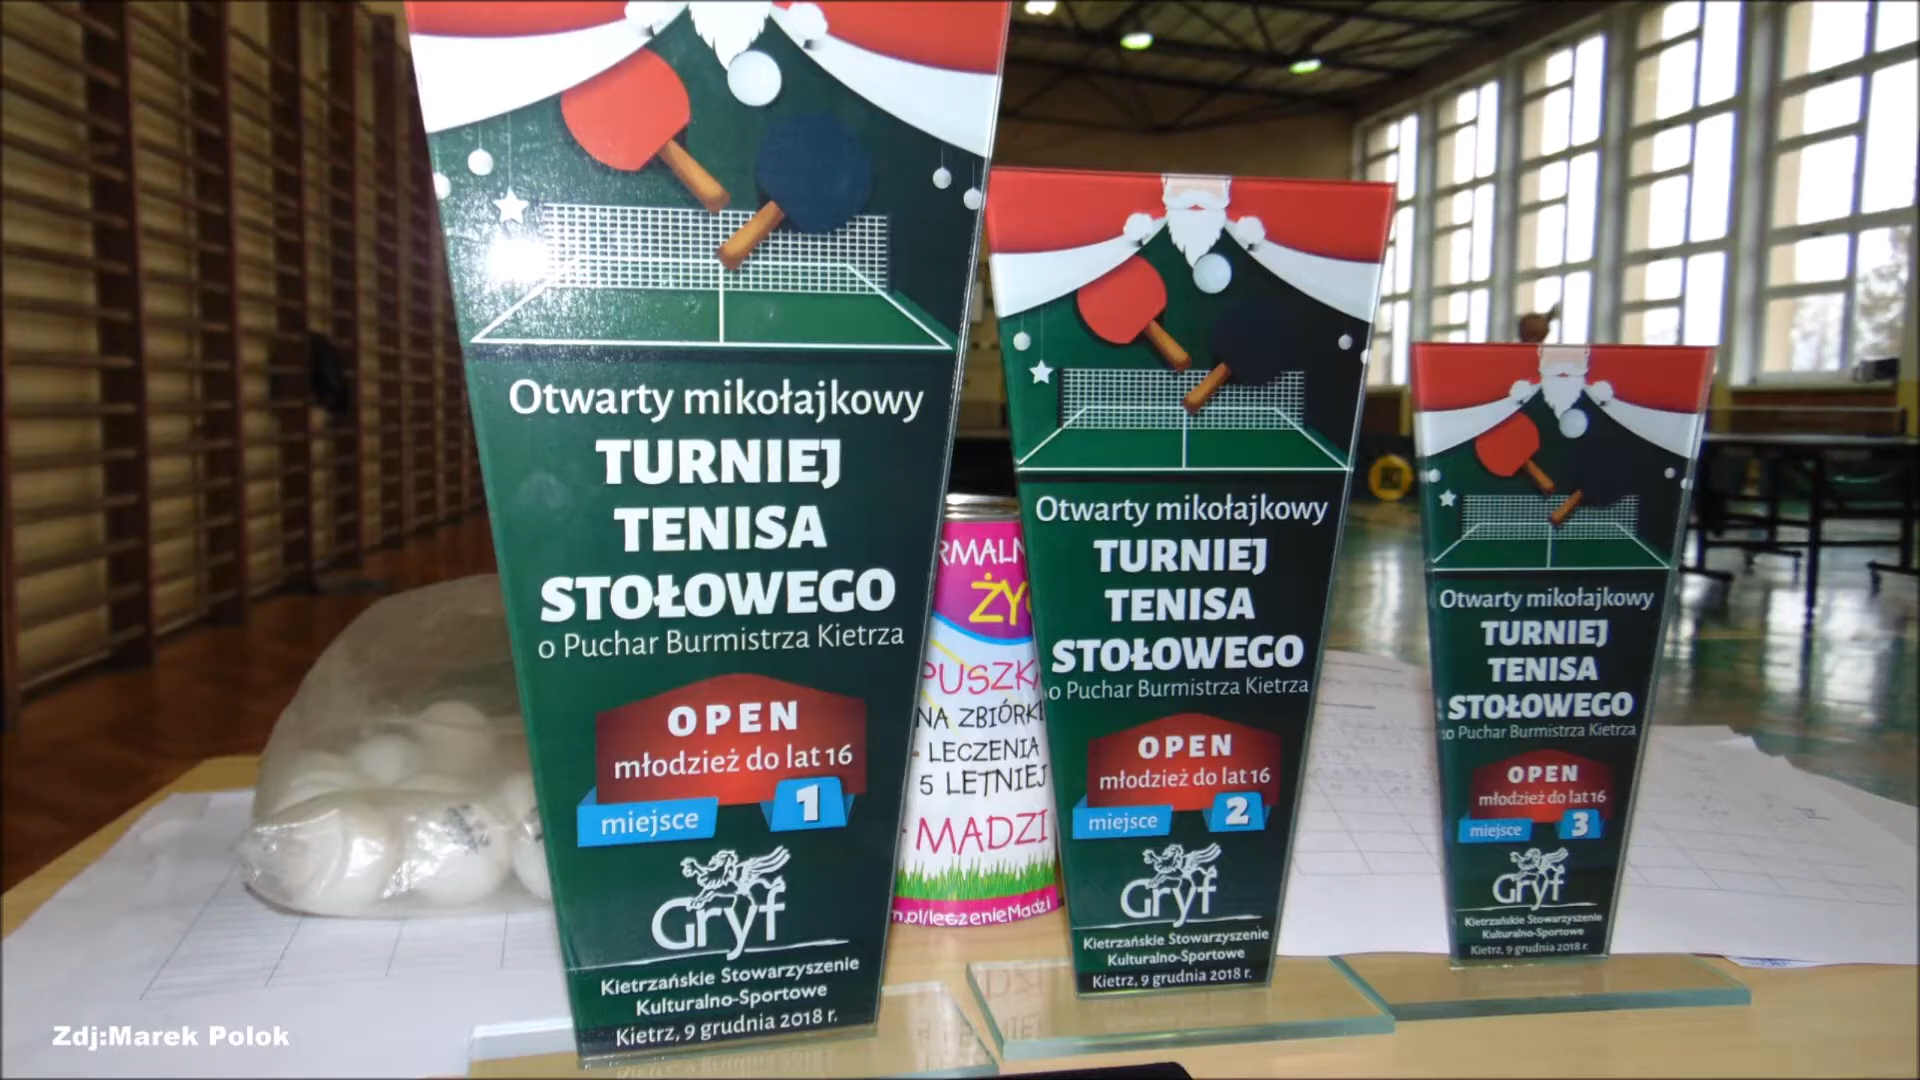 Otwarty mikołajkowy
TURNIEJ
TENISA
STOŁOWEGO
o Puchar Burmistrza Kietrza
OPEN
młodzież do lat 16
miejsce 1
Gryf
Kietrzańskie Stowarzyszenie
Kulturalno-Sportowe
Kietrz, 9 grudnia 2018 r.
RMALN
ŻY
PUSZK
NA ZBIÓRK
LECZENIA
5 LETNIEJ
MADZI
m.pl/leczenieMadzi
Otwarty mikołajkowy
TURNIEJ
TENISA
STOŁOWEGO
o Puchar Burmistrza Kietrza
OPEN
młodzież do lat 16
miejsce 2
Gryf
Kietrzańskie Stowarzyszenie
Kulturalno-Sportowe
Kietrz, 9 grudnia 2018 r.
Otwarty mikołajkowy
TURNIEJ
TENISA
STOŁOWEGO
o Puchar Burmistrza Kietrza
OPEN
młodzież do lat 16
miejsce 3
Gryf
Kietrzańskie Stowarzyszenie
Kulturalno-Sportowe
Kietrz, 9 grudnia 2018 r.
Zdj:Marek Polok